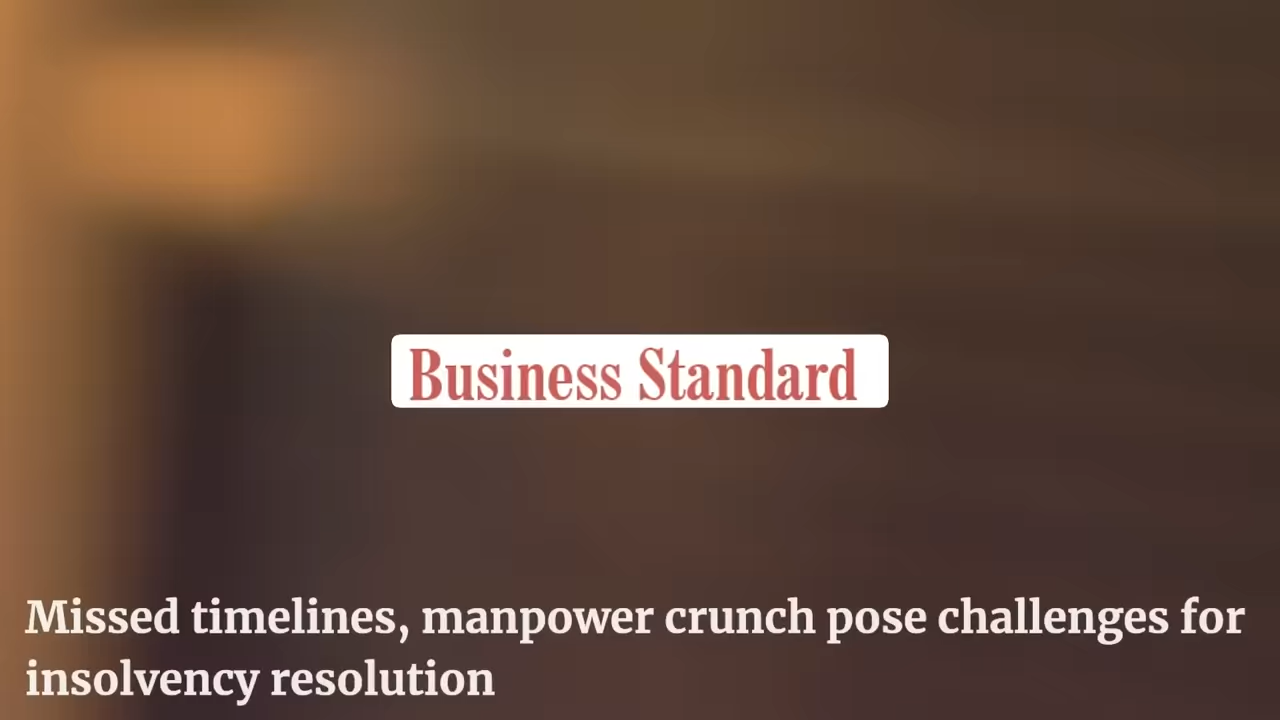 Business Standard
Missed timelines, manpower crunch pose challenges for
insolvency resolution